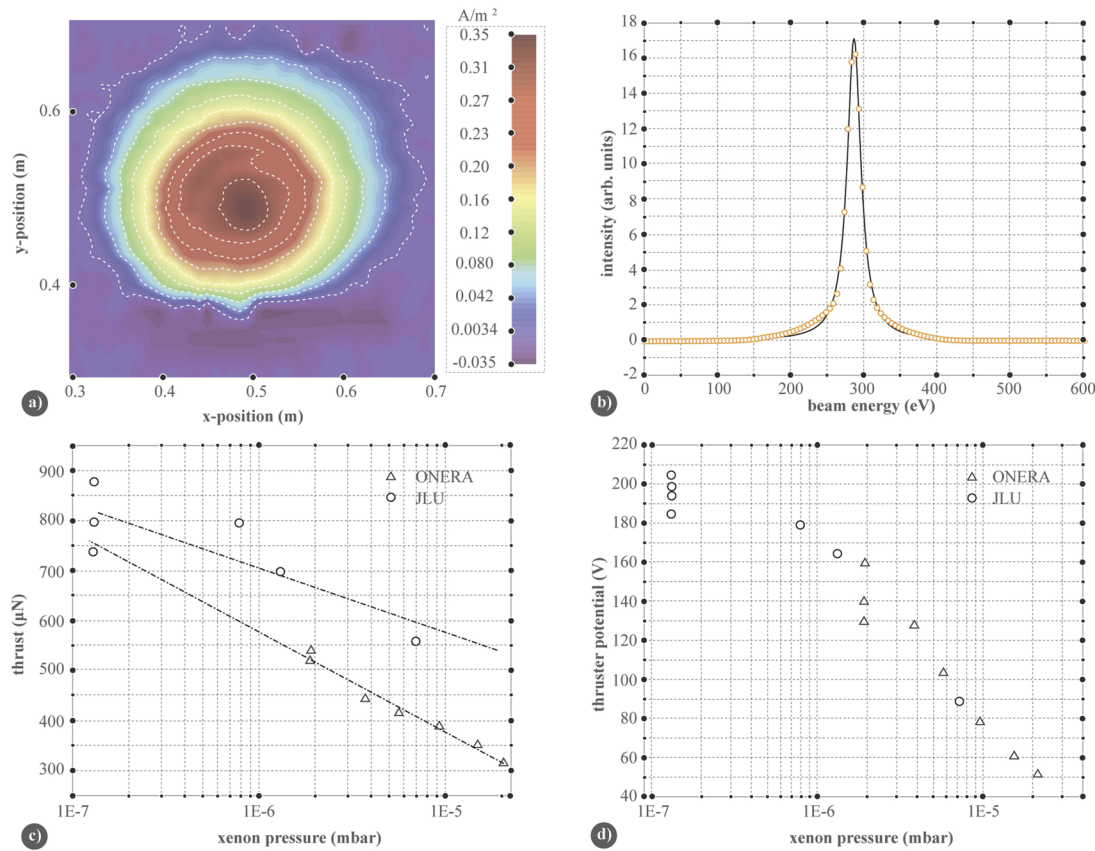 A/m²
0.35
0.31
0.27
0.23
0.20
0.16
0.12
0.080
0.042
0.0034
-0.035
y-position (m)
0.6
0.4
0.3
0.4
0.5
0.6
0.7
x-position (m)
a)
intensity (arb. units)
18
16
14
12
10
8
6
4
2
0
-2
0
100
200
300
400
500
600
beam energy (eV)
b)
thrust (µN)
900
800
700
600
500
400
300
ONERA
JLU
1E-7
1E-6
1E-5
xenon pressure (mbar)
c)
thruster potential (V)
220
200
180
160
140
120
100
80
60
40
ONERA
JLU
1E-7
1E-6
1E-5
xenon pressure (mbar)
d)